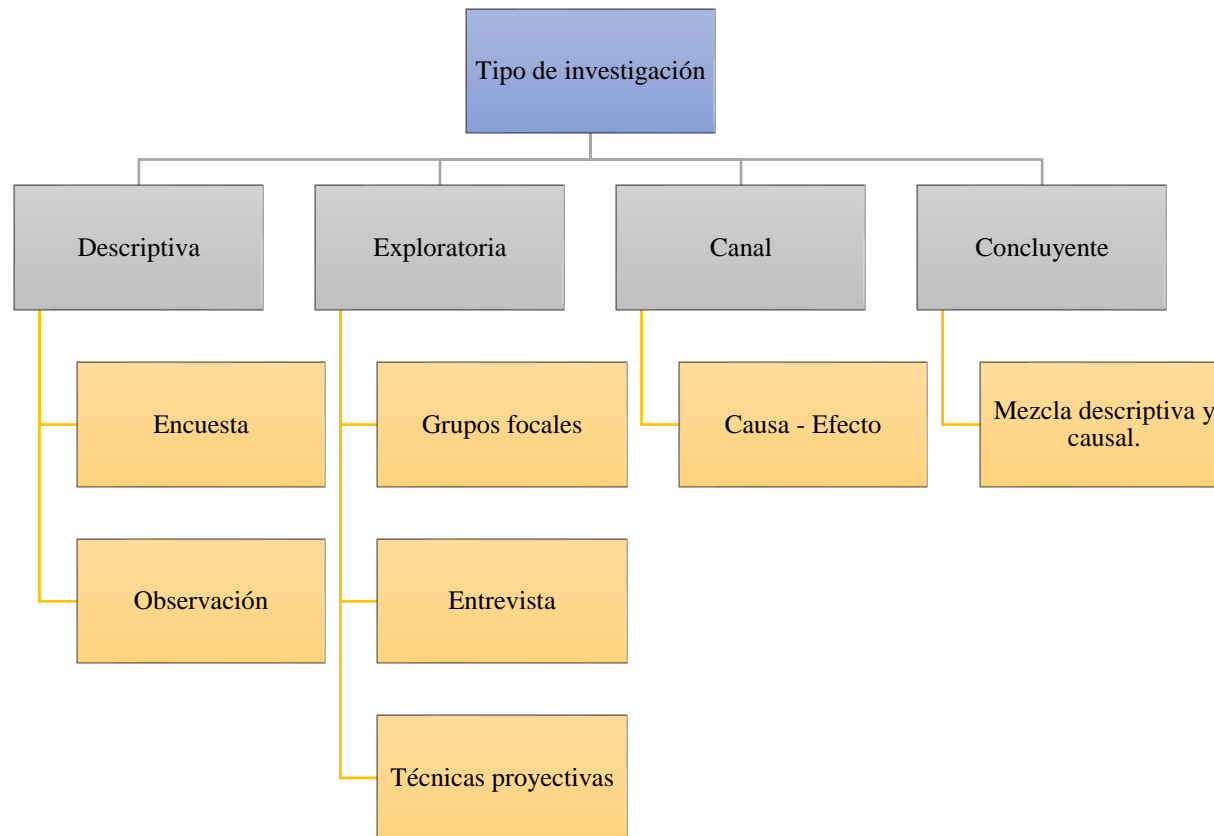 Tipo de investigación
Descriptiva
Exploratoria
Canal
Concluyente
Encuesta
Grupos focales
Causa - Efecto
Mezcla descriptiva y
causal.
Observación
Entrevista
Técnicas proyectivas